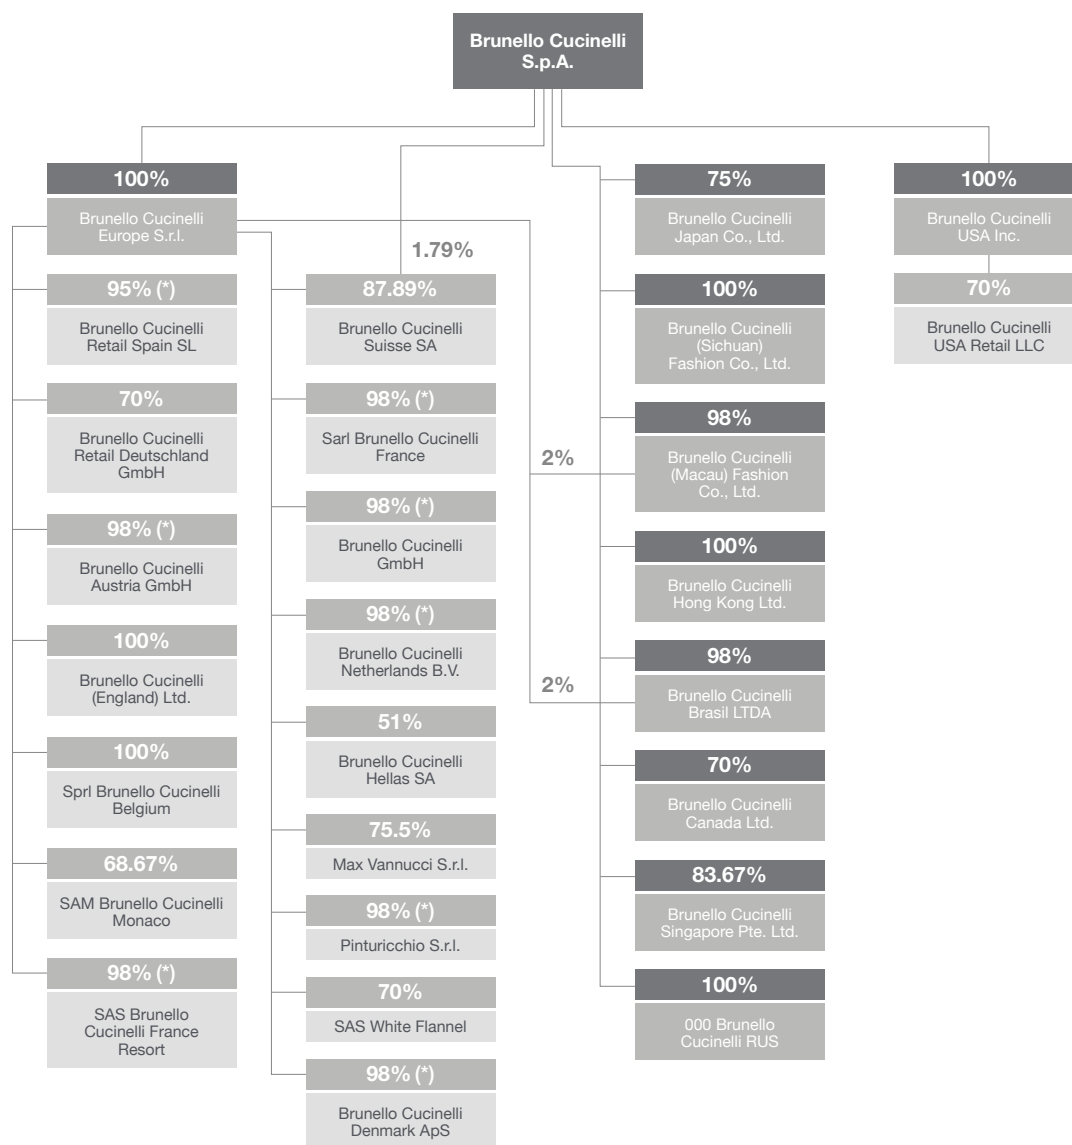 Brunello Cucinelli
S.p.A.
100%
Brunello Cucinelli
Europe S.r.l.
95% (*)
Brunello Cucinelli
Retail Spain SL
70%
Brunello Cucinelli
Retail Deutschland
GmbH
98% (*)
Brunello Cucinelli
Austria GmbH
100%
Brunello Cucinelli
(England) Ltd.
100%
Sprl Brunello Cucinelli
Belgium
68.67%
SAM Brunello Cucinelli
Monaco
98% (*)
SAS Brunello
Cucinelli France
Resort
1.79%
87.89%
Brunello Cucinelli
Suisse SA
98% (*)
Sarl Brunello Cucinelli
France
98% (*)
Brunello Cucinelli
GmbH
98% (*)
Brunello Cucinelli
Netherlands B.V.
51%
Brunello Cucinelli
Hellas SA
75.5%
Max Vannucci S.r.l.
98% (*)
Pinturicchio S.r.l.
70%
SAS White Flannel
98% (*)
Brunello Cucinelli
Denmark ApS
2%
2%
75%
Brunello Cucinelli
Japan Co., Ltd.
100%
Brunello Cucinelli
(Sichuan)
Fashion Co., Ltd.
98%
Brunello Cucinelli
(Macau) Fashion
Co., Ltd.
100%
Brunello Cucinelli
Hong Kong Ltd.
98%
Brunello Cucinelli
Brasil LTDA
70%
Brunello Cucinelli
Canada Ltd.
83.67%
Brunello Cucinelli
Singapore Pte. Ltd.
100%
000 Brunello
Cucinelli RUS
100%
Brunello Cucinelli
USA Inc.
70%
Brunello Cucinelli
USA Retail LLC